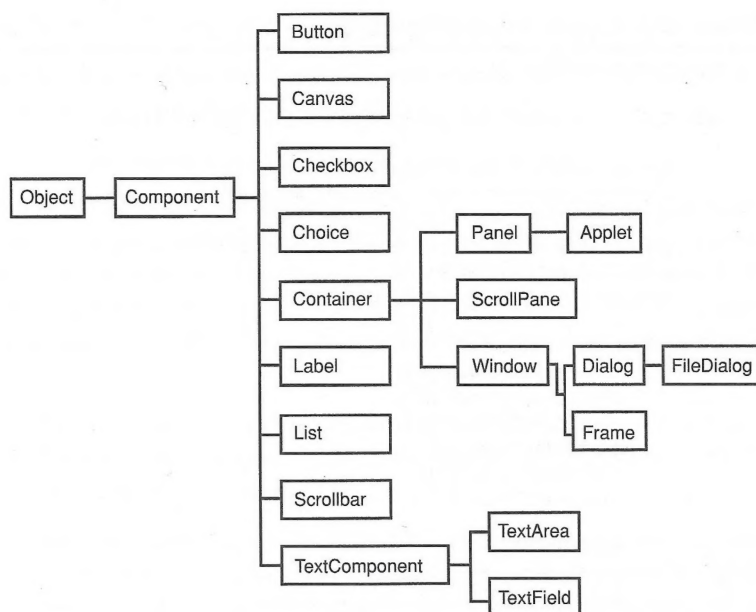 Button
Canvas
Checkbox
Object
Component
Choice
Panel
Applet
Container
ScrollPane
Label
Window
Dialog
FileDialog
List
Frame
Scrollbar
TextComponent
TextArea
TextField